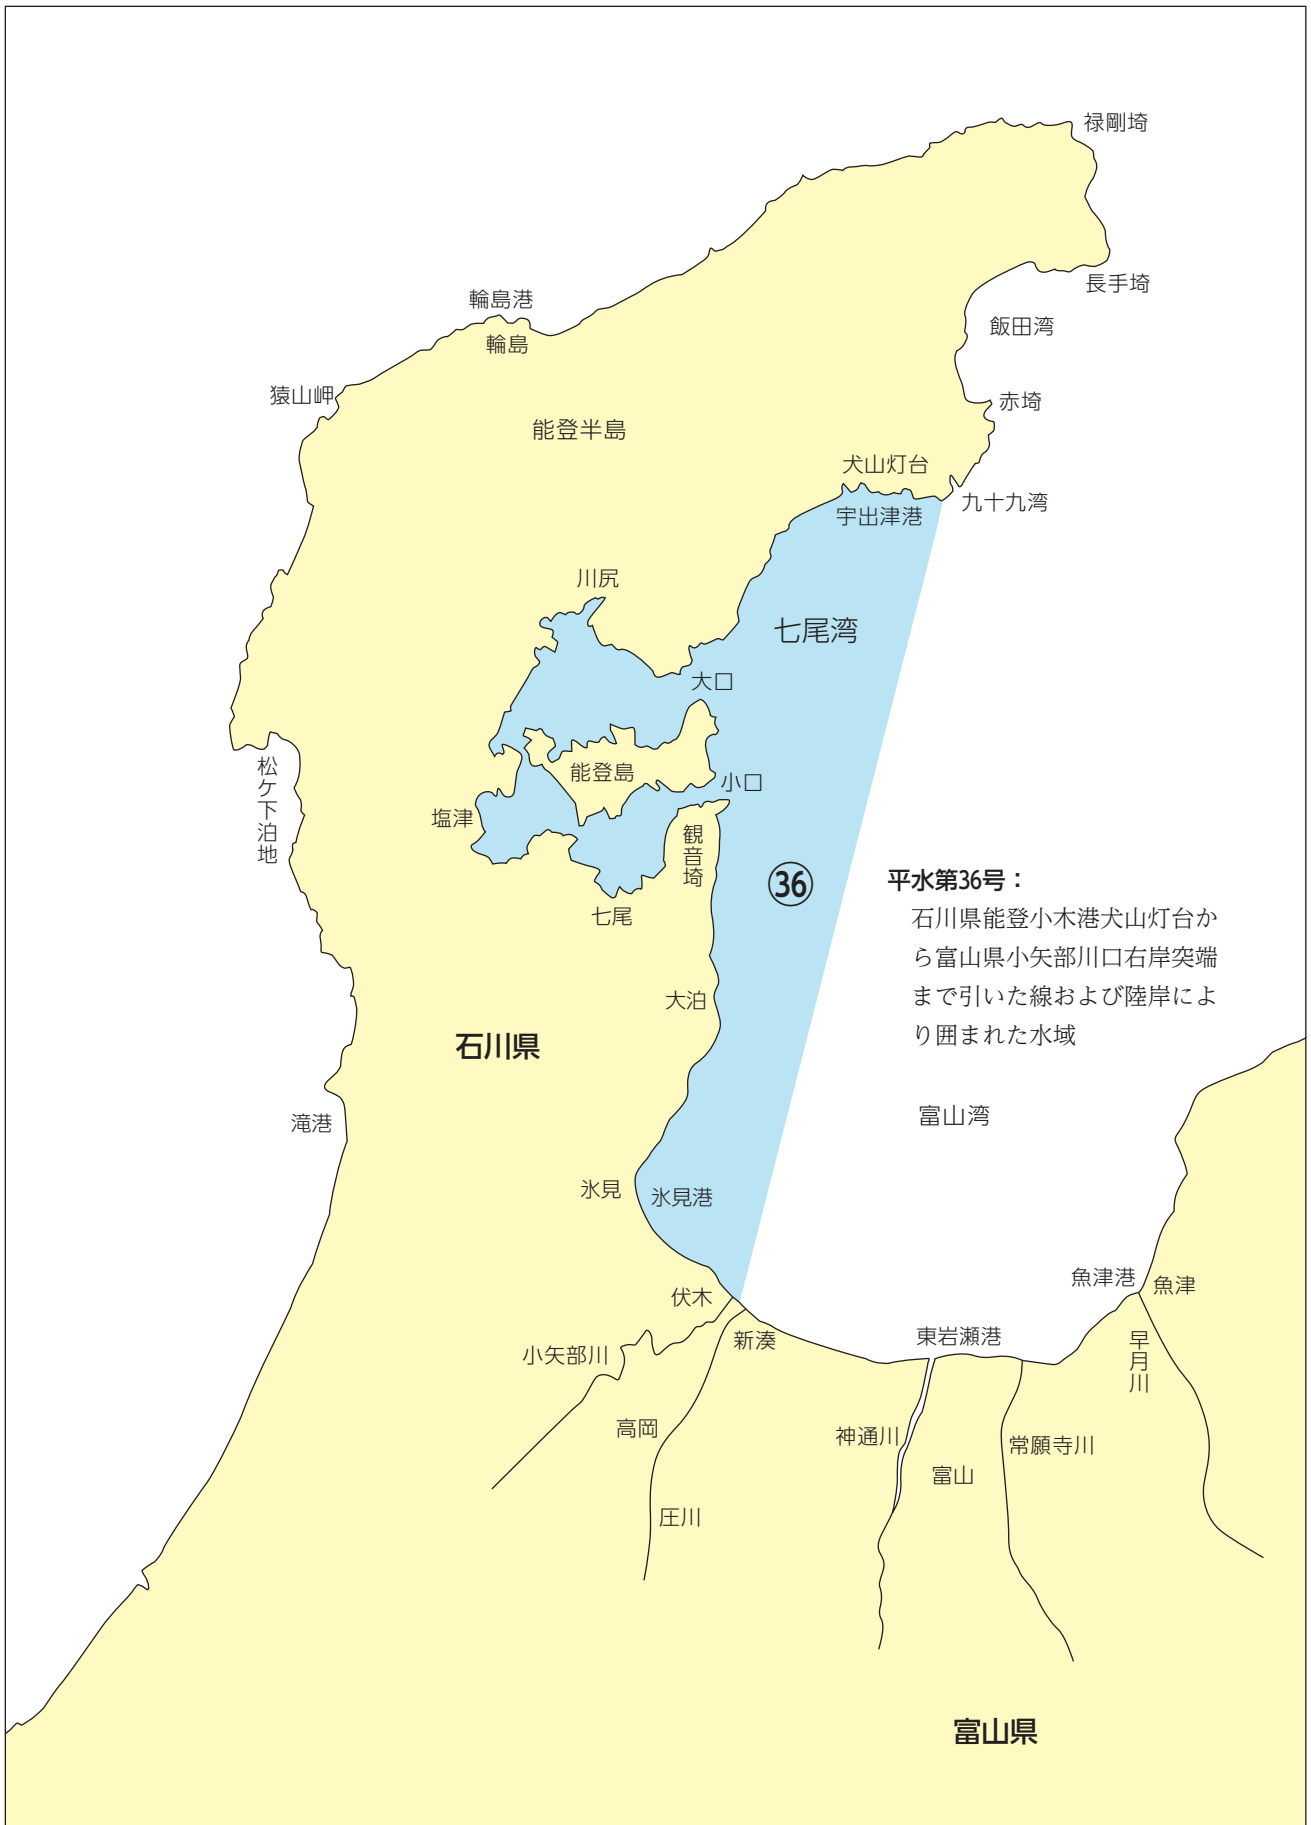 禄剛埼
長手埼
輪島港
飯田湾
輪島
猿山岬
赤埼
能登半島
犬山灯台
九十九湾
宇出津港
川尻
七尾湾
大口
松ケ下泊地
能登島
小口
塩津
観音埼
36
平水第36号：
七尾
石川県能登小木港犬山灯台か
ら富山県小矢部川口右岸突端
まで引いた線および陸岸によ
り囲まれた水域
大泊
石川県
富山湾
滝港
氷見
氷見港
魚津港
魚津
伏木
新湊
東岩瀬港
早月川
小矢部川
高岡
神通川
常願寺川
富山
圧川
富山県